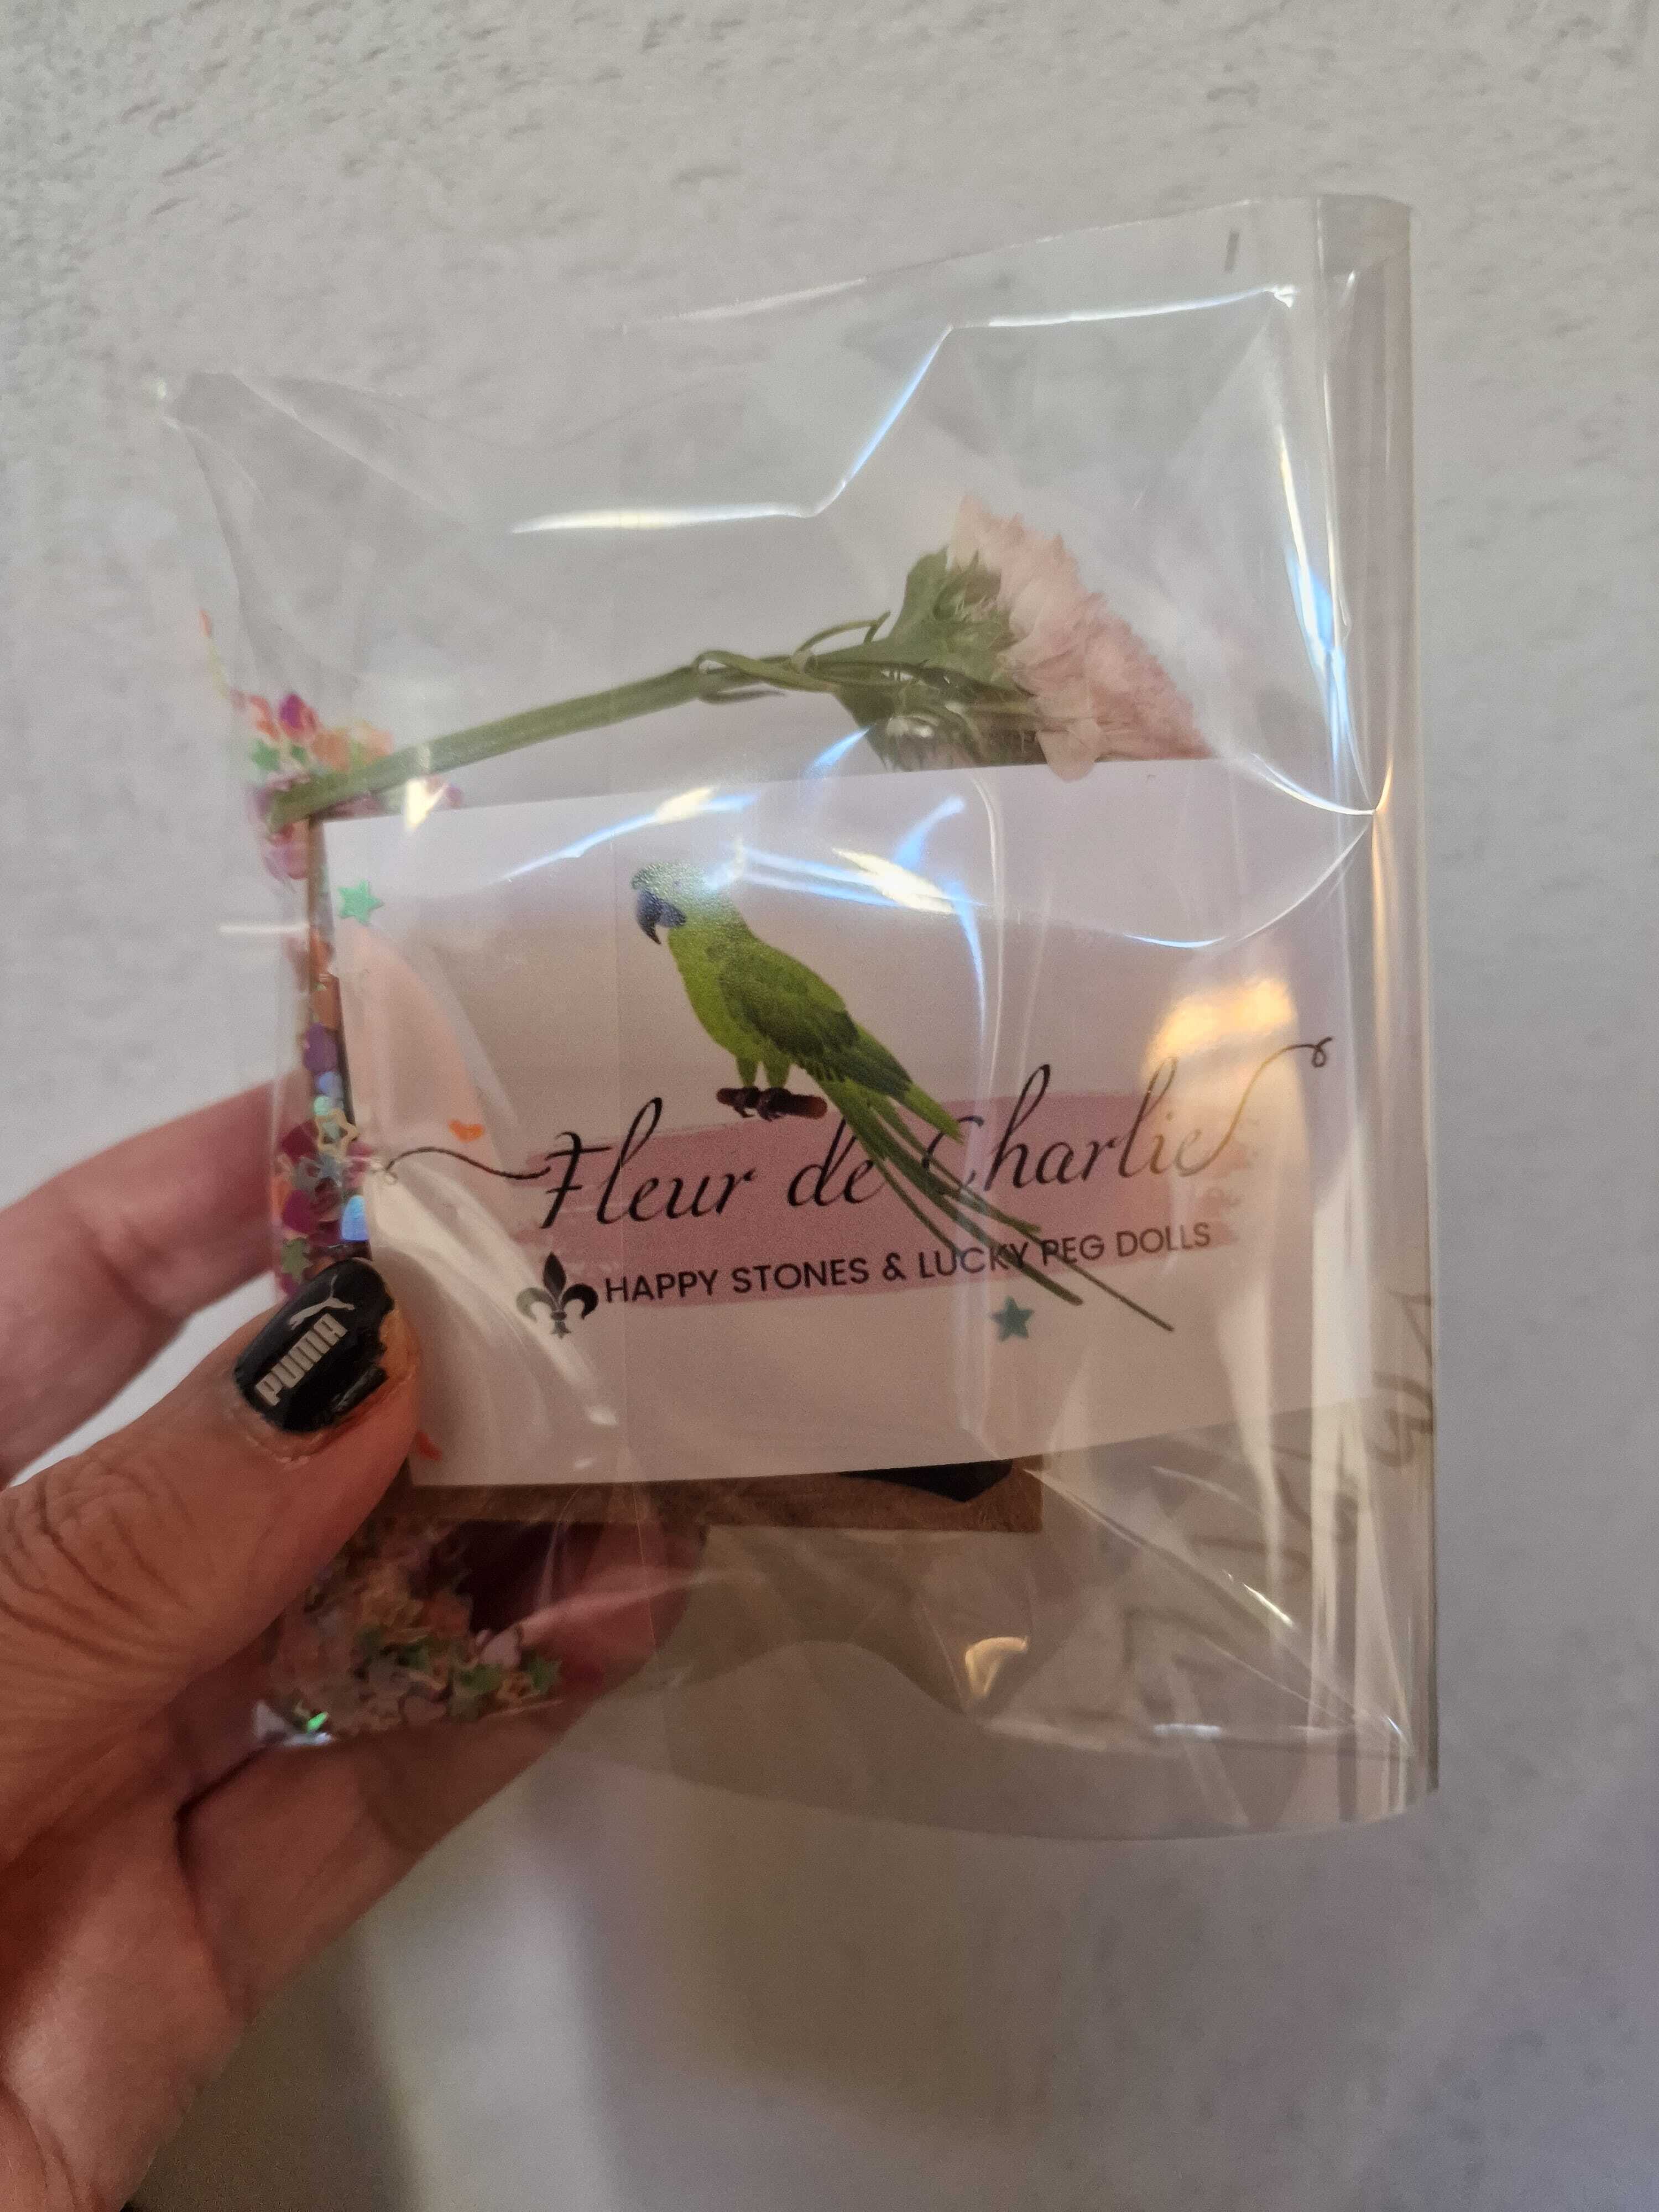 Fleur de Charlie
HAPPY STONES & LUCKY PEG DOLLS
PUMA